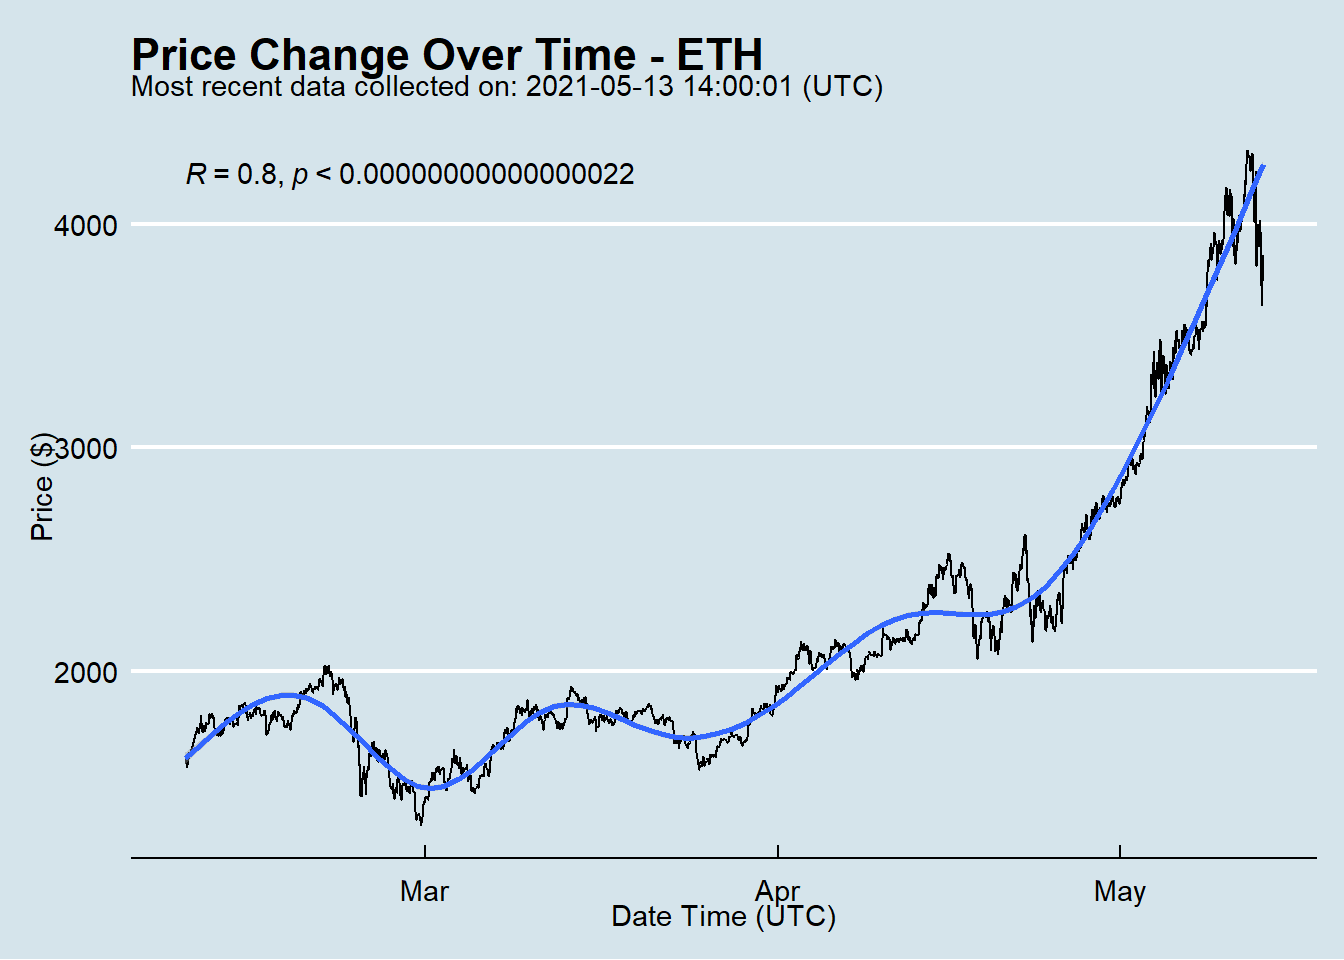 Price Change Over Time - ETH
Most recent data collected on: 2021-05-13 14:00:01 (UTC)
R = 0.8, p < 0.00000000000000022
4000
3000
2000
Price ($)
Mar
Apr
May
Date Time (UTC)